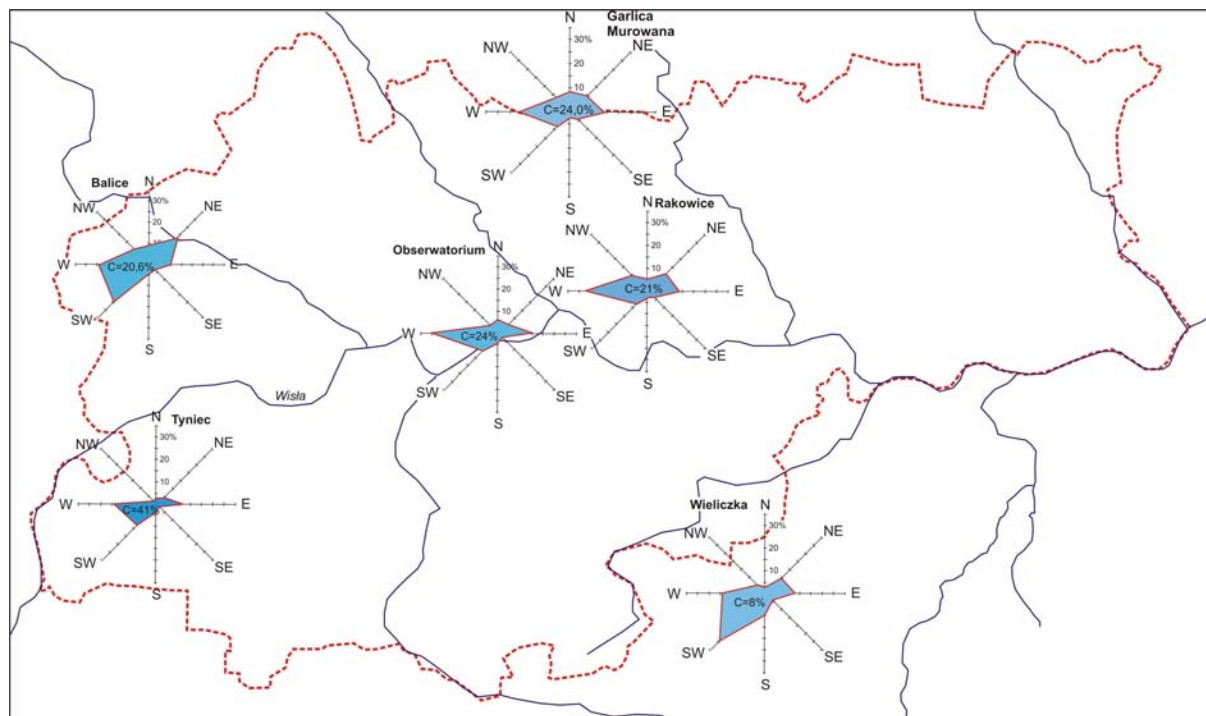 Garlica
Murowana
N
30%
20
10
NW
NE
W
C=24,0%
E
SW
SE
S
Balice
N
30%
20
10
NW
NE
W
C=20,6%
E
SW
SE
S
Rakowice
N
30%
20
10
NW
NE
W
C=21%
E
SW
SE
S
Obserwatorium
N
30%
20
10
NW
NE
W
C=24%
E
SW
SE
S
Wisła
Tyniec
N
30%
20
10
NW
NE
W
C=41%
E
SW
SE
S
Wieliczka
N
30%
20
10
NW
NE
W
C=8%
E
SW
SE
S